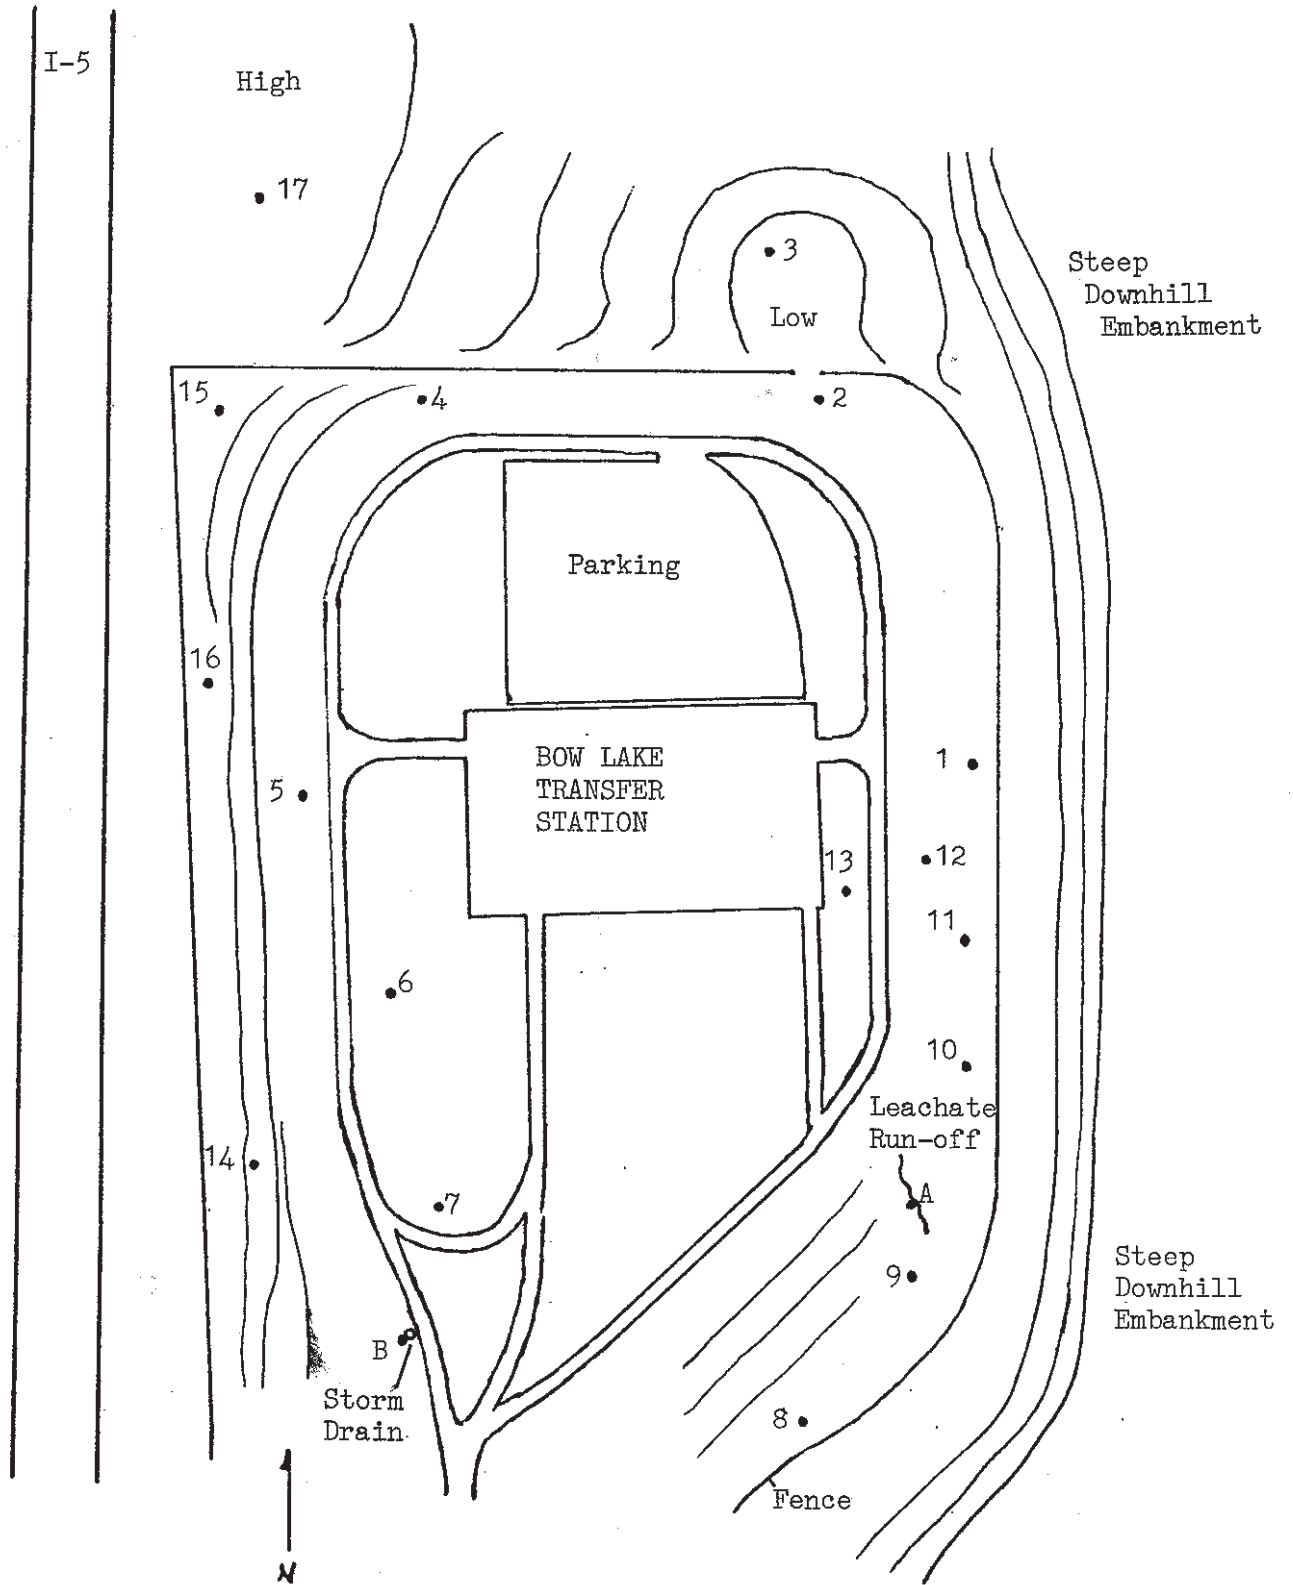 I-5
High
17
3
Low
Steep
Downhill
Embankment
15
4
2
Parking
16
BOW LAKE
TRANSFER
STATION
1
5
12
13
11
6
10
Leachate
Run-off
14
A
7
9
Steep
Downhill
Embankment
B
Storm
Drain
8
Fence
N